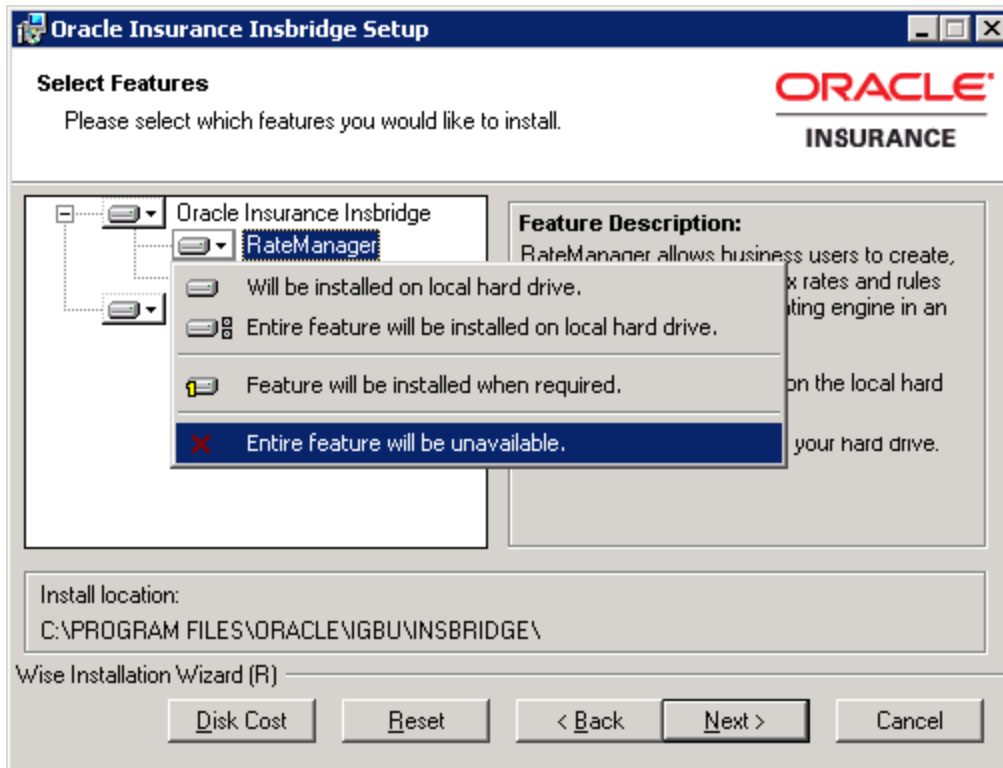 Oracle Insurance Insbridge Setup
Select Features
Please select which features you would like to install.
ORACLE
INSURANCE
Oracle Insurance Insbridge
RateManager
Will be installed on local hard drive.
Entire feature will be installed on local hard drive.
Feature will be installed when required.
Entire feature will be unavailable.
Feature Description:
RateManager allows business users to create,
rates and rules
engine in an
on the local hard
your hard drive.
Install location:
C:\PROGRAM FILES\ORACLE\IGBU\INSBRIDGE\
Wise Installation Wizard (R)
Disk Cost
Reset
< Back
Next >
Cancel